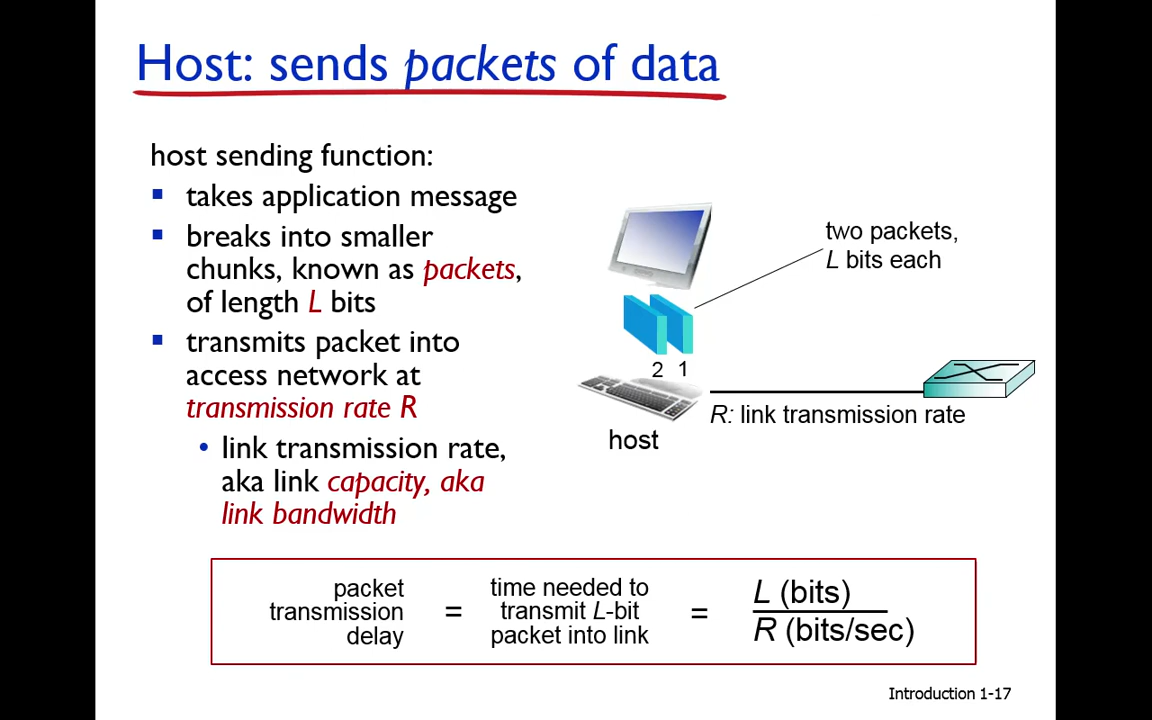 Host: sends packets of data
host sending function:
▪ takes application message
▪ breaks into smaller
chunks, known as packets,
of length L bits
▪ transmits packet into
access network at
transmission rate R
• link transmission rate,
aka link capacity, aka
link bandwidth
two packets,
L bits each
2 1
R: link transmission rate
host
packet
transmission
delay
=
time needed to
transmit L-bit
packet into link
=
L (bits)
R (bits/sec)
Introduction 1-17